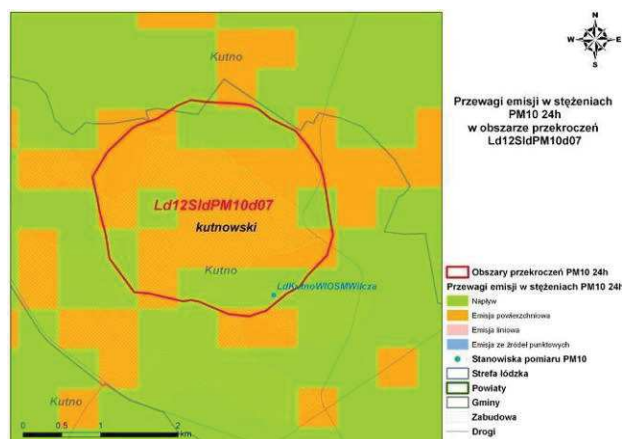 N
W E
S
Przewagi emisji w stężeniach
PM10 24h
w obszarze przekroczeń
Ld12SldPM10d07
Kutno
Ld12SldPM10d07
kutnowski
Kutno
LdKutnoWIOSMWilcza
Kutno
0 0.5 1 2
km
Obszary przekroczeń PM10 24h
Przewagi emisji w stężeniach PM10 24h
Napływ
Emisja powierzchniowa
Emisja liniowa
Emisja ze źródeł punktowych
Stanowiska pomiaru PM10
Strefa łódzka
Powiaty
Gminy
Zabudowa
Drogi